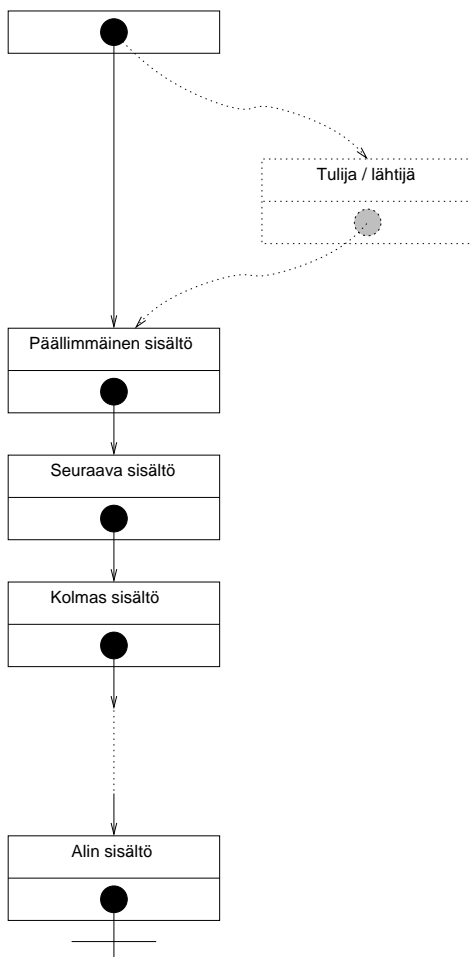 Tulija / lähtijä
Päällimmäinen sisältö
Seuraava sisältö
Kolmas sisältö
Alin sisältö